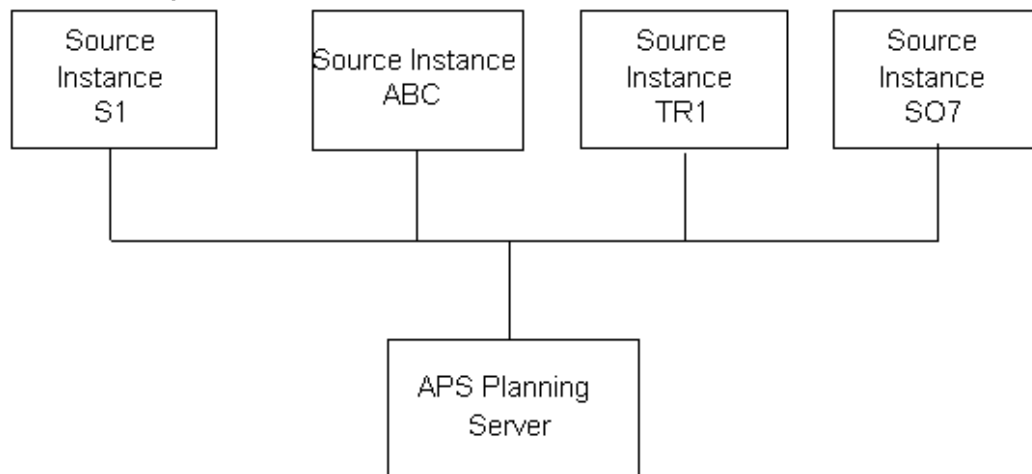 Source
Instance
S1
Source Instance
ABC
Source
Instance
TR1
Source
Instance
SO7
APS Planning
Server